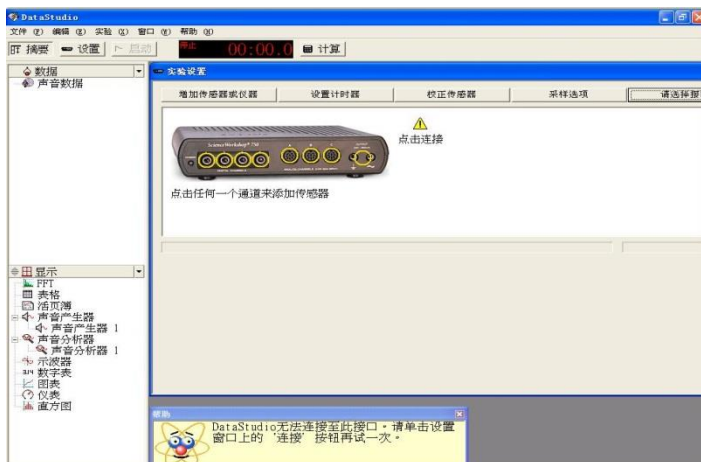 DataStudio
文件(F) 编辑(E) 实验(X) 窗口(W) 帮助(H)
摘要 设置 启动 停止 00:00.0 计算
数据
声音数据
实验设置
增加传感器或仪器 设置计时器 校正传感器 采样选项 请选择接
ScienceWorkshop 750
点击连接
点击任何一个通道来添加传感器
显示
FFT
表格
活页簿
声音产生器
声音产生器 1
声音分析器
声音分析器 1
示波器
3.14 数字表
图表
仪表
直方图
帮助
DataStudio无法连接至此接口。请单击设置
窗口上的‘连接’按钮再试一次。